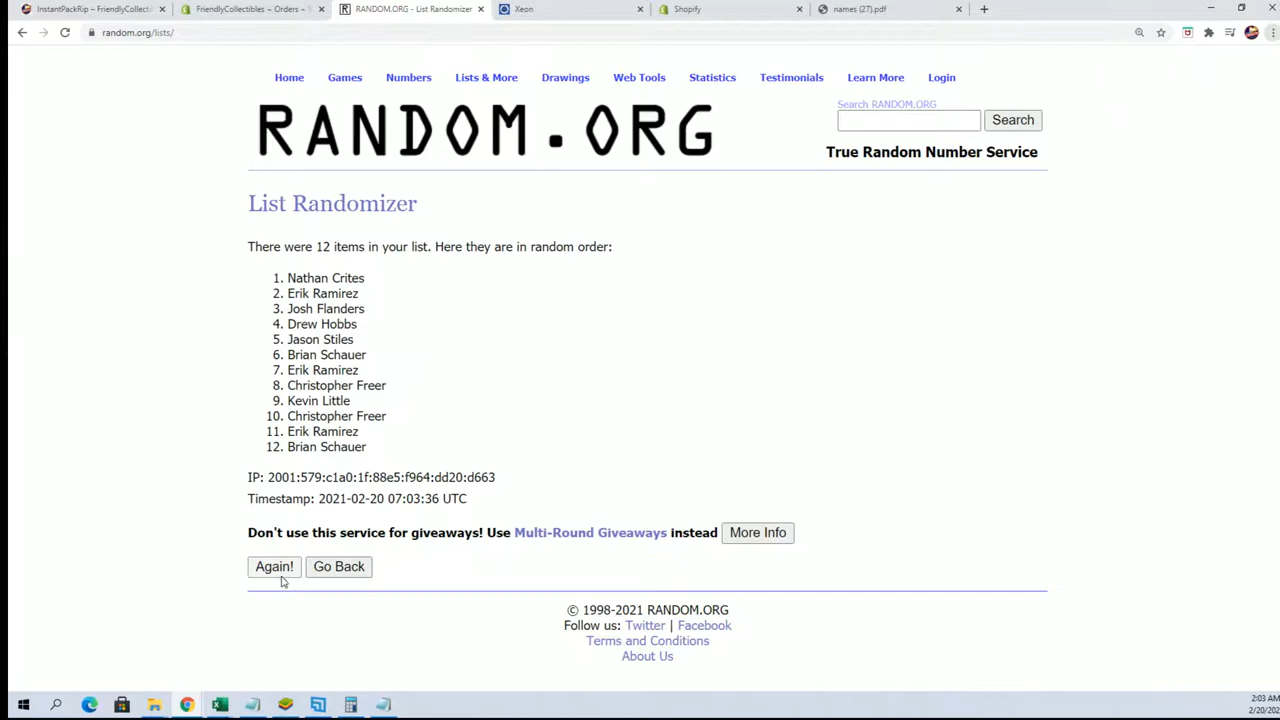 InstantPackRip ~ FriendlyCollect
FriendlyCollectibles ~ Orders ~ S
RANDOM.ORG - List Randomizer
Xeon
Shopify
names (27).pdf
random.org/lists/
Home Games Numbers Lists & More Drawings Web Tools Statistics Testimonials Learn More Login
RANDOM.ORG
Search RANDOM.ORG
Search
True Random Number Service
List Randomizer
There were 12 items in your list. Here they are in random order:
1. Nathan Crites
2. Erik Ramirez
3. Josh Flanders
4. Drew Hobbs
5. Jason Stiles
6. Brian Schauer
7. Erik Ramirez
8. Christopher Freer
9. Kevin Little
10. Christopher Freer
11. Erik Ramirez
12. Brian Schauer
IP: 2001:579:c1a0:1f:88e5:f964:dd20:d663
Timestamp: 2021-02-20 07:03:36 UTC
Don't use this service for giveaways! Use Multi-Round Giveaways instead More Info
Again! Go Back
© 1998-2021 RANDOM.ORG
Follow us: Twitter | Facebook
Terms and Conditions
About Us
2:03 AM
2/20/202